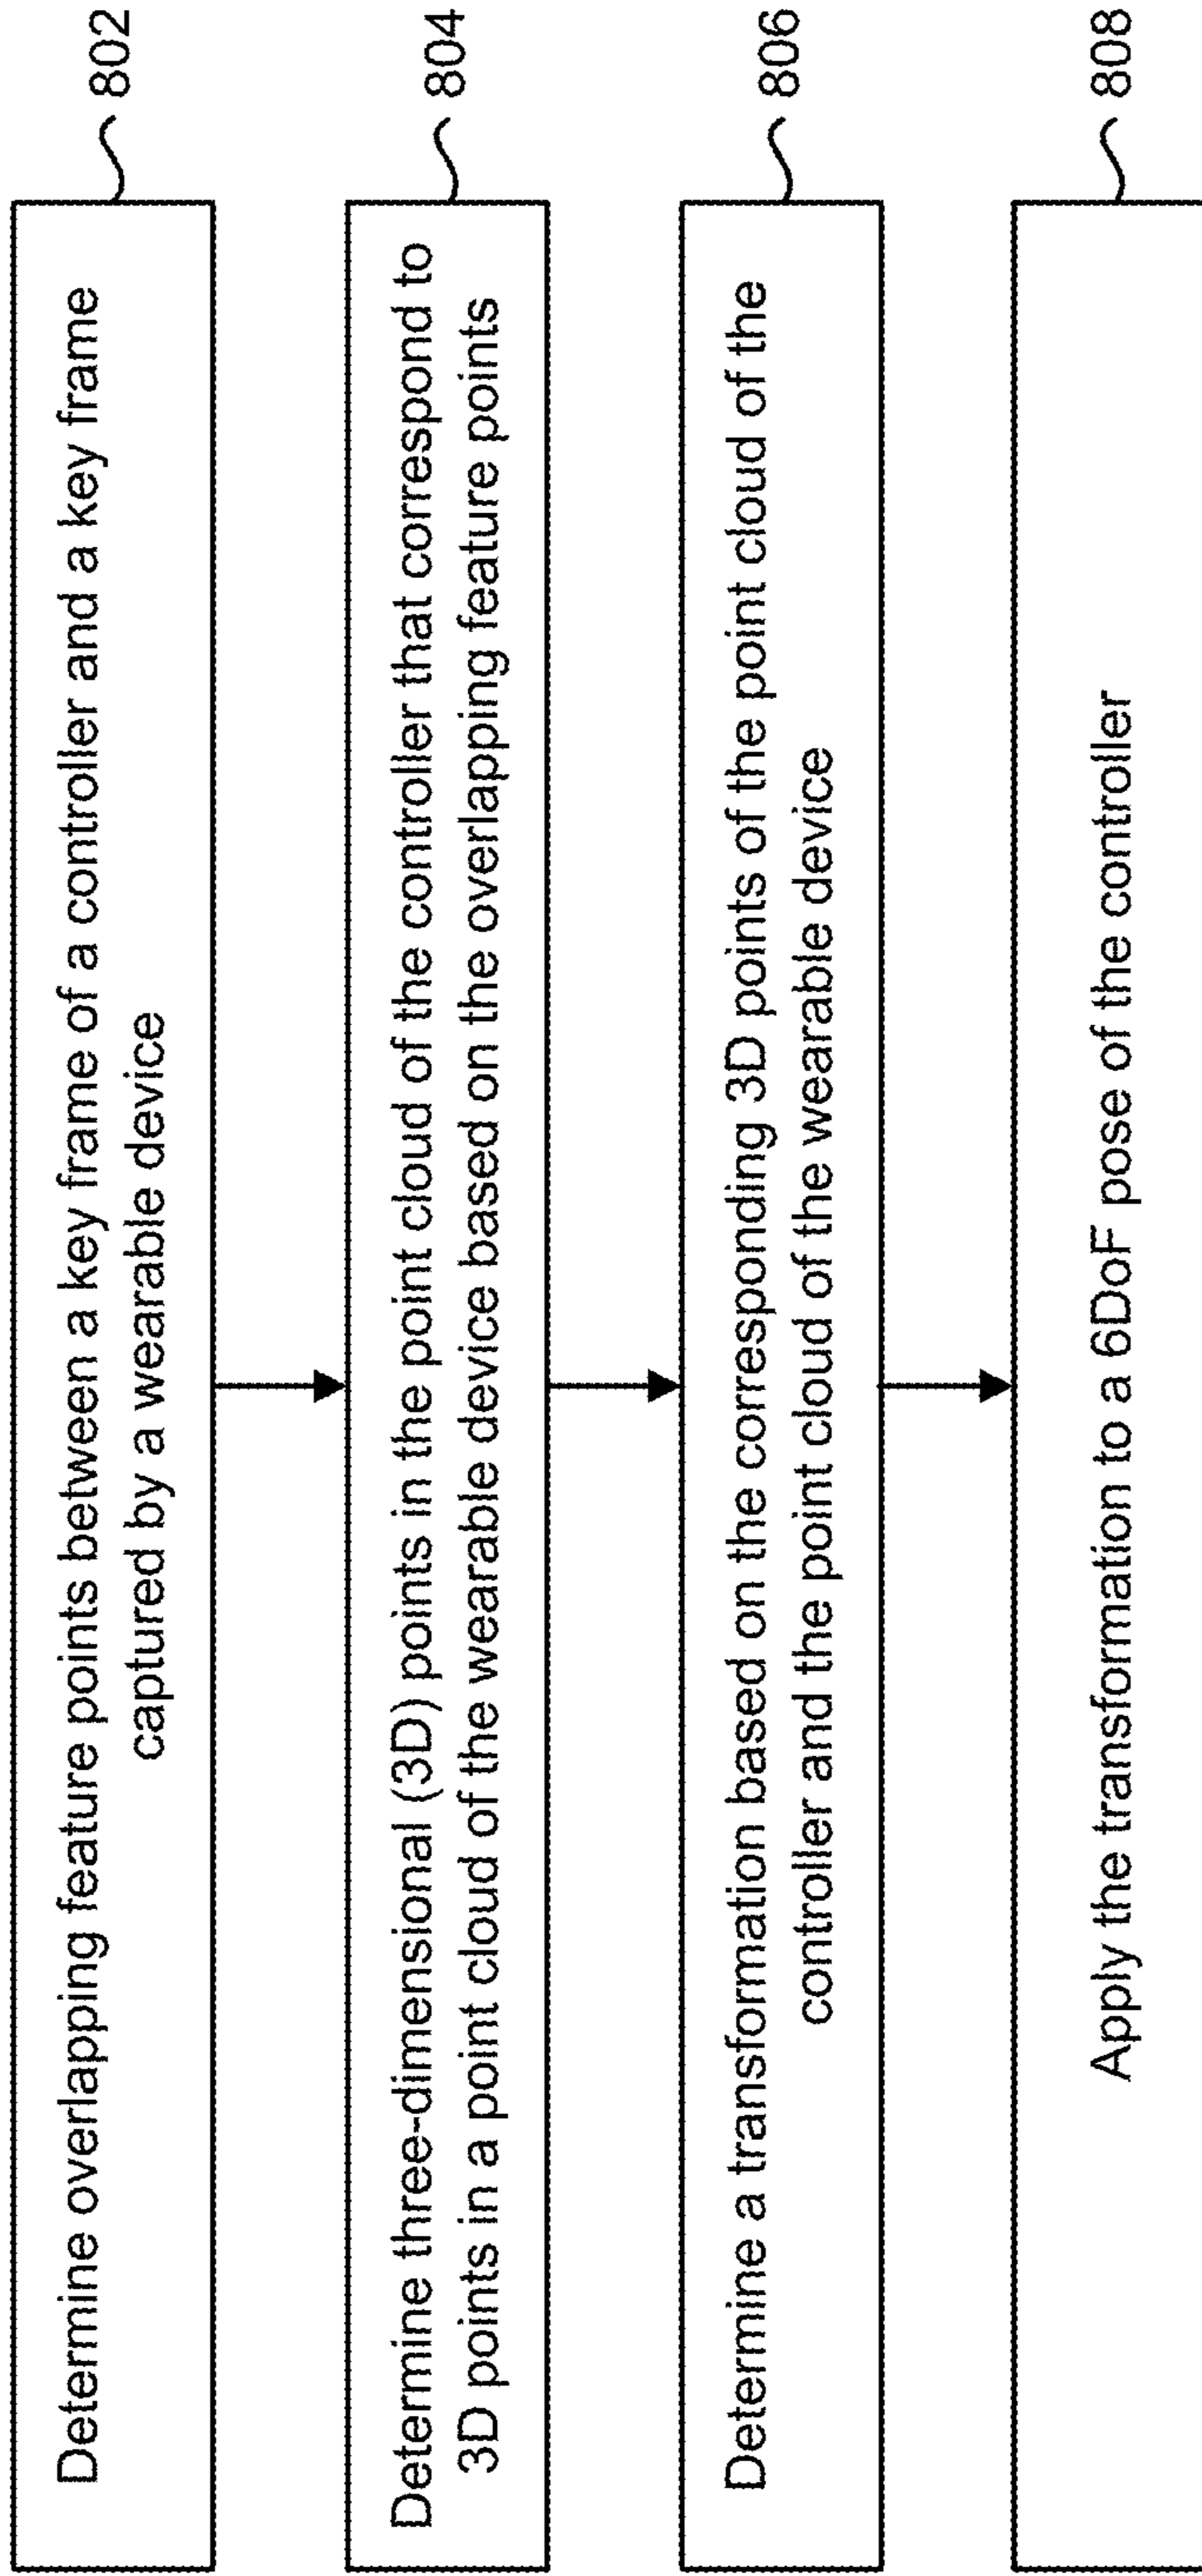 Determine overlapping feature points between a key frame of a controller and a key frame
captured by a wearable device
802
Determine three-dimensional (3D) points in the point cloud of the controller that correspond to
3D points in a point cloud of the wearable device based on the overlapping feature points
804
Determine a transformation based on the corresponding 3D points of the point cloud of the
controller and the point cloud of the wearable device
806
Apply the transformation to a 6DoF pose of the controller
808